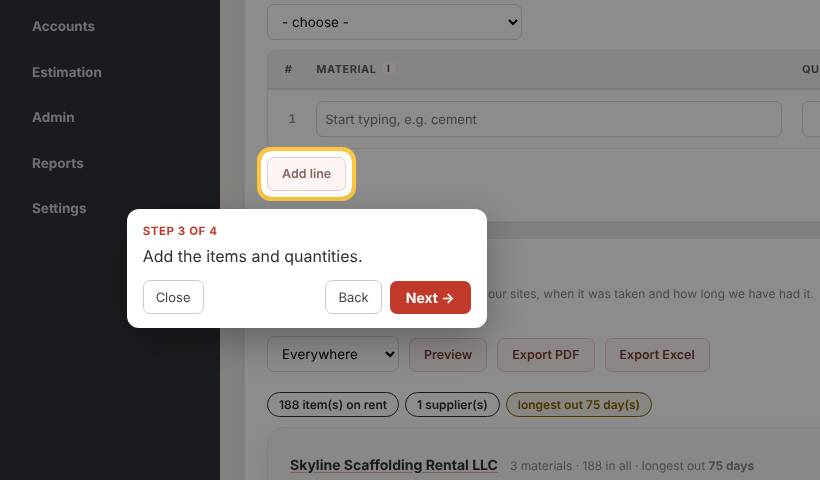 Accounts
Estimation
Admin
Reports
Settings
- choose -
# MATERIAL i
1 Start typing, e.g. cement
Add line
STEP 3 OF 4
Add the items and quantities.
Close Back Next →
our sites, when it was taken and how long we have had it.
Everywhere Preview Export PDF Export Excel
188 item(s) on rent 1 supplier(s) longest out 75 day(s)
Skyline Scaffolding Rental LLC 3 materials · 188 in all · longest out 75 days